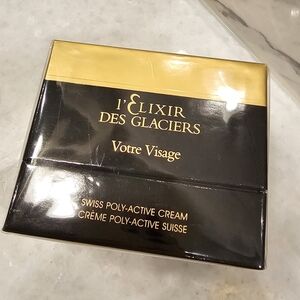 l'Elixir
des Glaciers
Votre Visage
SWISS POLY-ACTIVE CREAM
CRÈME POLY-ACTIVE SUISSE